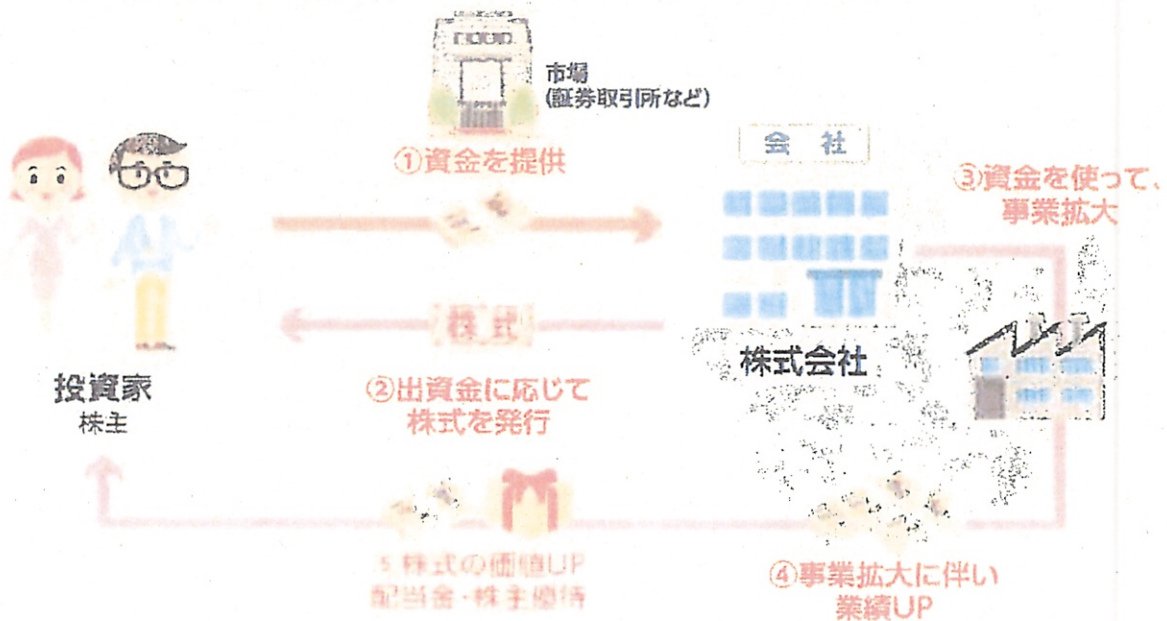 市場
(証券取引所など)
①資金を提供
会社
③資金を使って、
事業拡大
株式
株式会社
投資家
株主
②出資金に応じて
株式を発行
5 株式の価値UP
配当金・株主優待
④事業拡大に伴い
業績UP